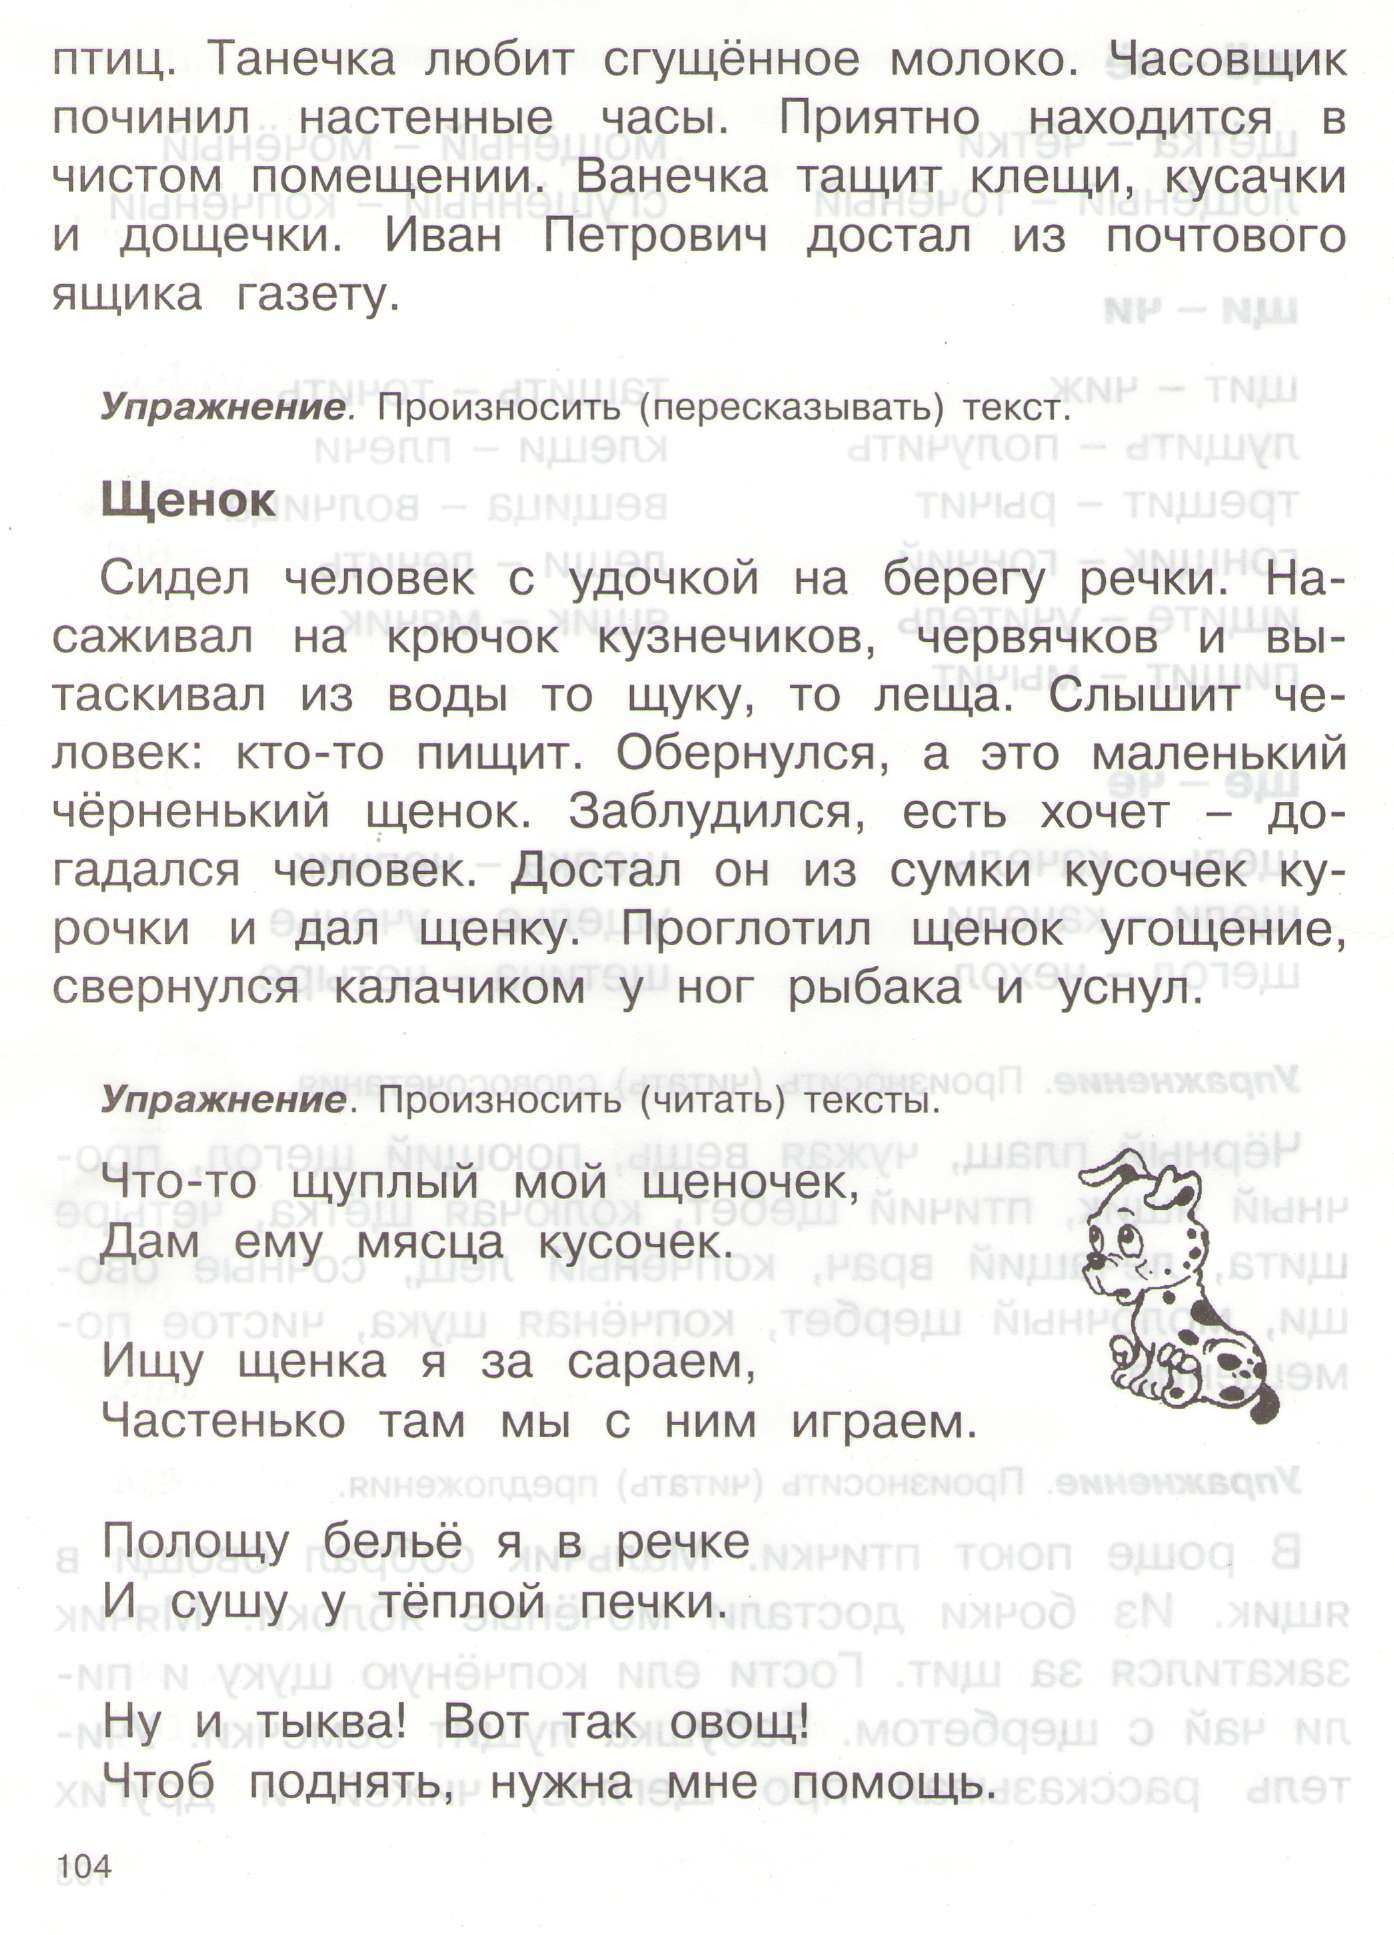 птиц. Танечка любит сгущённое молоко. Часовщик
починил настенные часы. Приятно находится в
чистом помещении. Ванечка тащит клещи, кусачки
и дощечки. Иван Петрович достал из почтового
ящика газету.
Упражнение. Произносить (пересказывать) текст.
Щенок
Сидел человек с удочкой на берегу речки. На-
саживал на крючок кузнечиков, червячков и вы-
таскивал из воды то щуку, то леща. Слышит че-
ловек: кто-то пищит. Обернулся, а это маленький
чёрненький щенок. Заблудился, есть хочет – до-
гадался человек. Достал он из сумки кусочек ку-
рочки и дал щенку. Проглотил щенок угощение,
свернулся калачиком у ног рыбака и уснул.
Упражнение. Произносить (читать) тексты.
Что-то щуплый мой щеночек,
Дам ему мясца кусочек.
Ищу щенка я за сараем,
Частенько там мы с ним играем.
Полощу бельё я в речке
И сушу у тёплой печки.
Ну и тыква! Вот так овощ!
Чтоб поднять, нужна мне помощь.
104